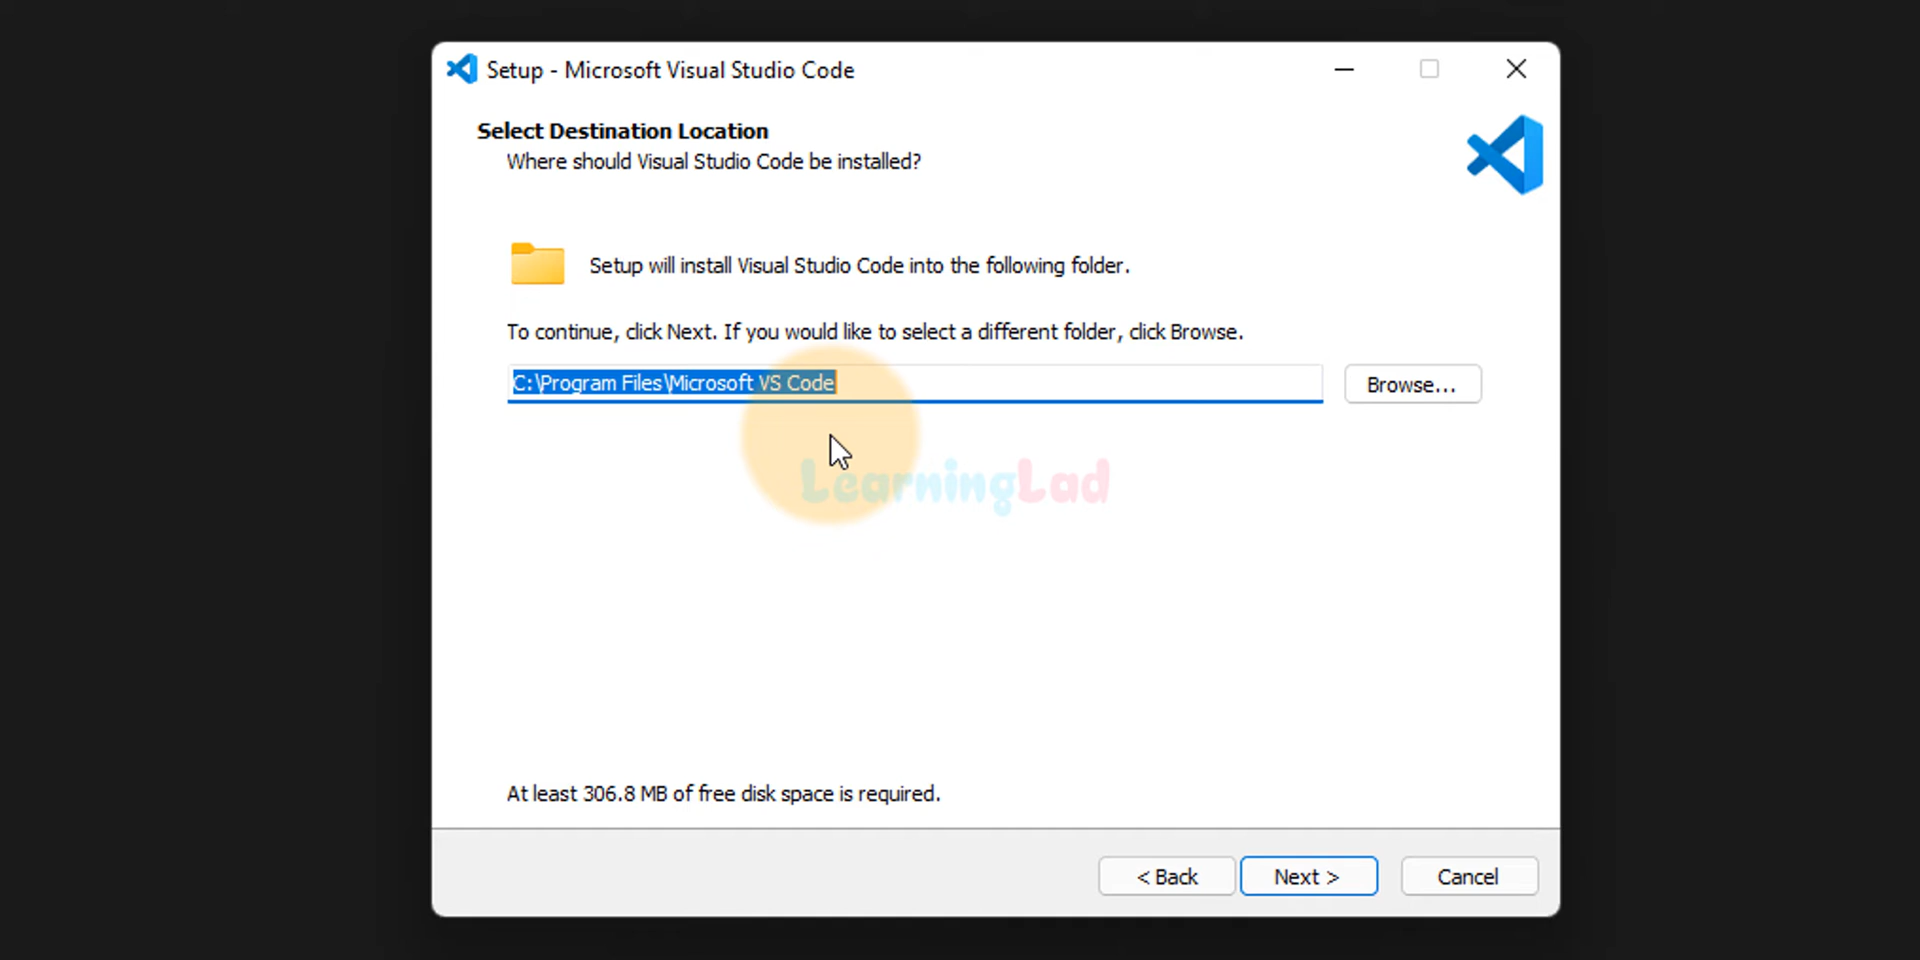 Setup - Microsoft Visual Studio Code
Select Destination Location
Where should Visual Studio Code be installed?
Setup will install Visual Studio Code into the following folder.
To continue, click Next. If you would like to select a different folder, click Browse.
C:\Program Files\Microsoft VS Code
Browse...
LearningLad
At least 306.8 MB of free disk space is required.
< Back
Next >
Cancel